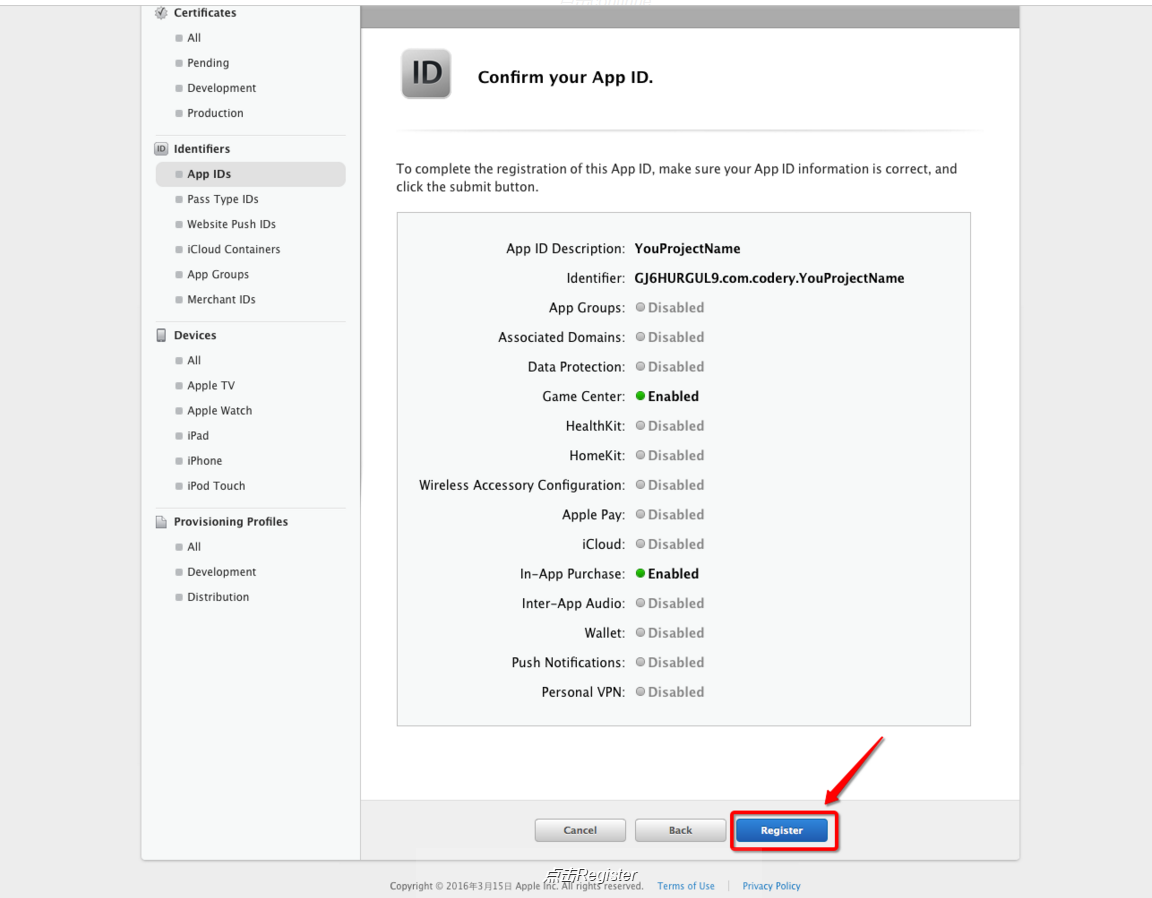 Certificates
All
Pending
Development
Production
ID Identifiers
App IDs
Pass Type IDs
Website Push IDs
iCloud Containers
App Groups
Merchant IDs
Devices
All
Apple TV
Apple Watch
iPad
iPhone
iPod Touch
Provisioning Profiles
All
Development
Distribution
ID
Confirm your App ID.
To complete the registration of this App ID, make sure your App ID information is correct, and
click the submit button.
App ID Description: YouProjectName
Identifier: GJ6HURGUL9.com.codery.YouProjectName
App Groups: Disabled
Associated Domains: Disabled
Data Protection: Disabled
Game Center: Enabled
HealthKit: Disabled
HomeKit: Disabled
Wireless Accessory Configuration: Disabled
Apple Pay: Disabled
iCloud: Disabled
In-App Purchase: Enabled
Inter-App Audio: Disabled
Wallet: Disabled
Push Notifications: Disabled
Personal VPN: Disabled
Cancel Back Register
点击Register
Copyright © 2016年3月15日 Apple Inc. All rights reserved. Terms of Use Privacy Policy